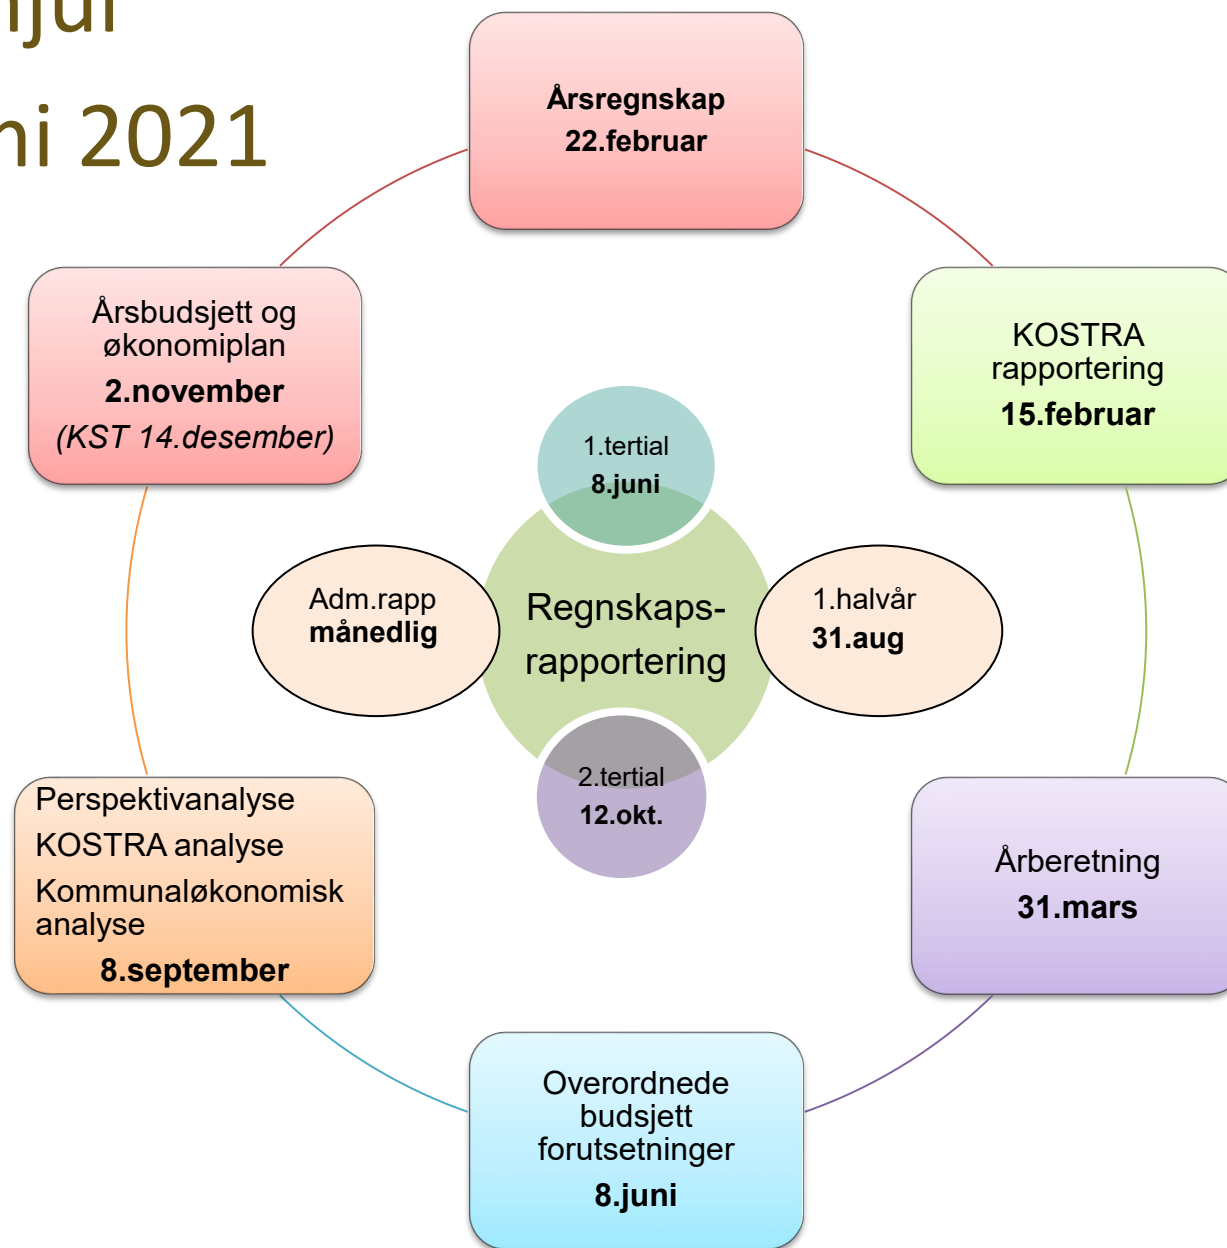 ni 2021
Årsregnskap
22.februar
KOSTRA
rapportering
15.februar
Årberetning
31.mars
Overordnede
budsjett
forutsetninger
8.juni
Perspektivanalyse
KOSTRA analyse
Kommunaløkonomisk
analyse
8.september
Årsbudsjett og
økonomiplan
2.november
(KST 14.desember)
1.tertial
8.juni
Adm.rapp
månedlig
Regnskaps-
rapportering
1.halvår
31.aug
2.tertial
12.okt.